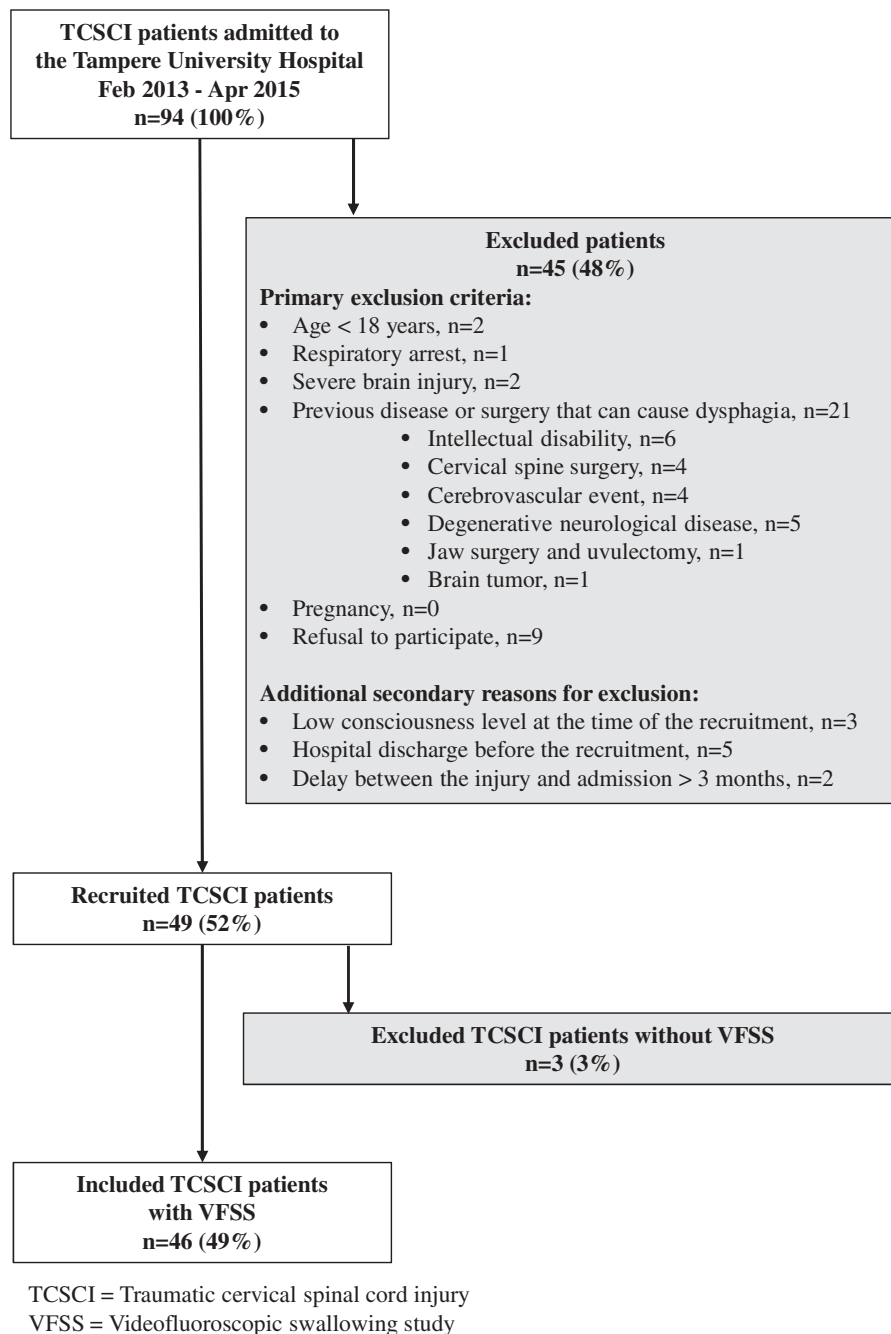 TCSCI patients admitted to
the Tampere University Hospital
Feb 2013 - Apr 2015
n=94 (100%)
Excluded patients
n=45 (48%)
Primary exclusion criteria:
• Age < 18 years, n=2
• Respiratory arrest, n=1
• Severe brain injury, n=2
• Previous disease or surgery that can cause dysphagia, n=21
• Intellectual disability, n=6
• Cervical spine surgery, n=4
• Cerebrovascular event, n=4
• Degenerative neurological disease, n=5
• Jaw surgery and uvulectomy, n=1
• Brain tumor, n=1
• Pregnancy, n=0
• Refusal to participate, n=9
Additional secondary reasons for exclusion:
• Low consciousness level at the time of the recruitment, n=3
• Hospital discharge before the recruitment, n=5
• Delay between the injury and admission > 3 months, n=2
Recruited TCSCI patients
n=49 (52%)
Excluded TCSCI patients without VFSS
n=3 (3%)
Included TCSCI patients
with VFSS
n=46 (49%)
TCSCI = Traumatic cervical spinal cord injury
VFSS = Videofluoroscopic swallowing study